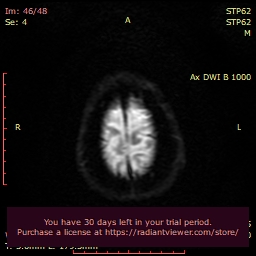 Im: 46/48
STP62
Se: 4
STP62
A
M
Ax DWI B 1000
R
L
You have 30 days left in your trial period.
Purchase a license at https://radiantviewer.com/store/